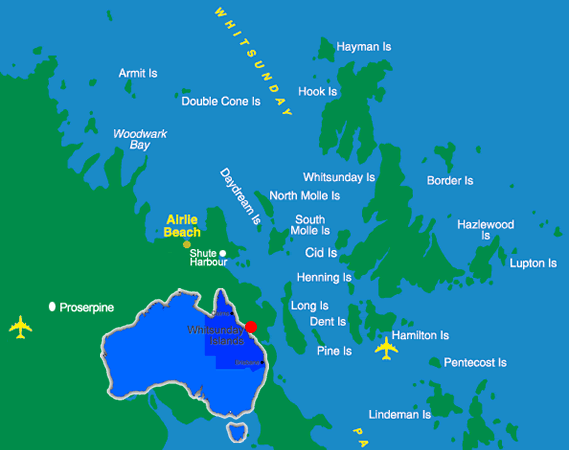 WHITSUNDAY
Hayman Is
Armit Is
Hook Is
Double Cone Is
Woodwark
Bay
Whitsunday Is
Daydream Is
North Molle Is
Border Is
Airlie
Beach
South
Molle Is
Hazlewood
Is
Shute
Harbour
Cid Is
Lupton Is
Henning Is
Proserpine
Long Is
Dent Is
Whitsunday
Islands
Hamilton Is
Pine Is
Pentecost Is
Lindeman Is
PA